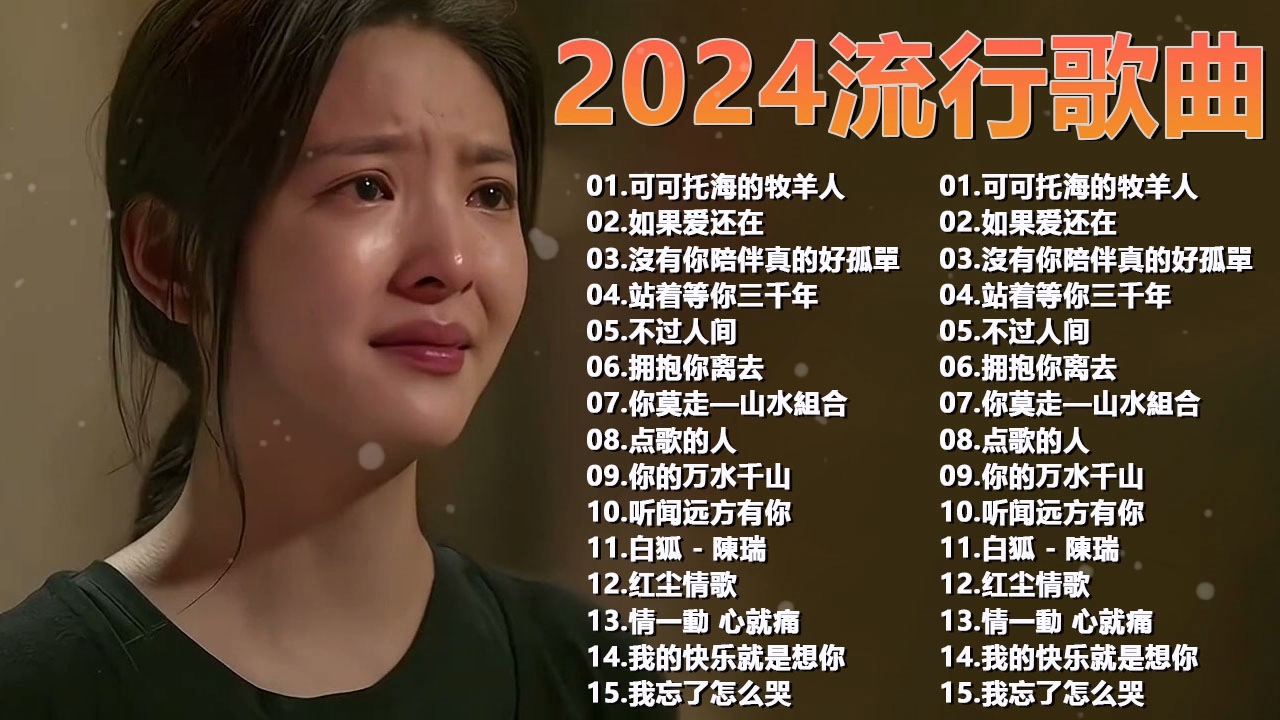 2024流行歌曲
01.可可托海的牧羊人
02.如果爱还在
03.沒有你陪伴真的好孤單
04.站着等你三千年
05.不过人间
06.拥抱你离去
07.你莫走—山水組合
08.点歌的人
09.你的万水千山
10.听闻远方有你
11.白狐 - 陳瑞
12.红尘情歌
13.情一動 心就痛
14.我的快乐就是想你
15.我忘了怎么哭
01.可可托海的牧羊人
02.如果爱还在
03.沒有你陪伴真的好孤單
04.站着等你三千年
05.不过人间
06.拥抱你离去
07.你莫走—山水組合
08.点歌的人
09.你的万水千山
10.听闻远方有你
11.白狐 - 陳瑞
12.红尘情歌
13.情一動 心就痛
14.我的快乐就是想你
15.我忘了怎么哭